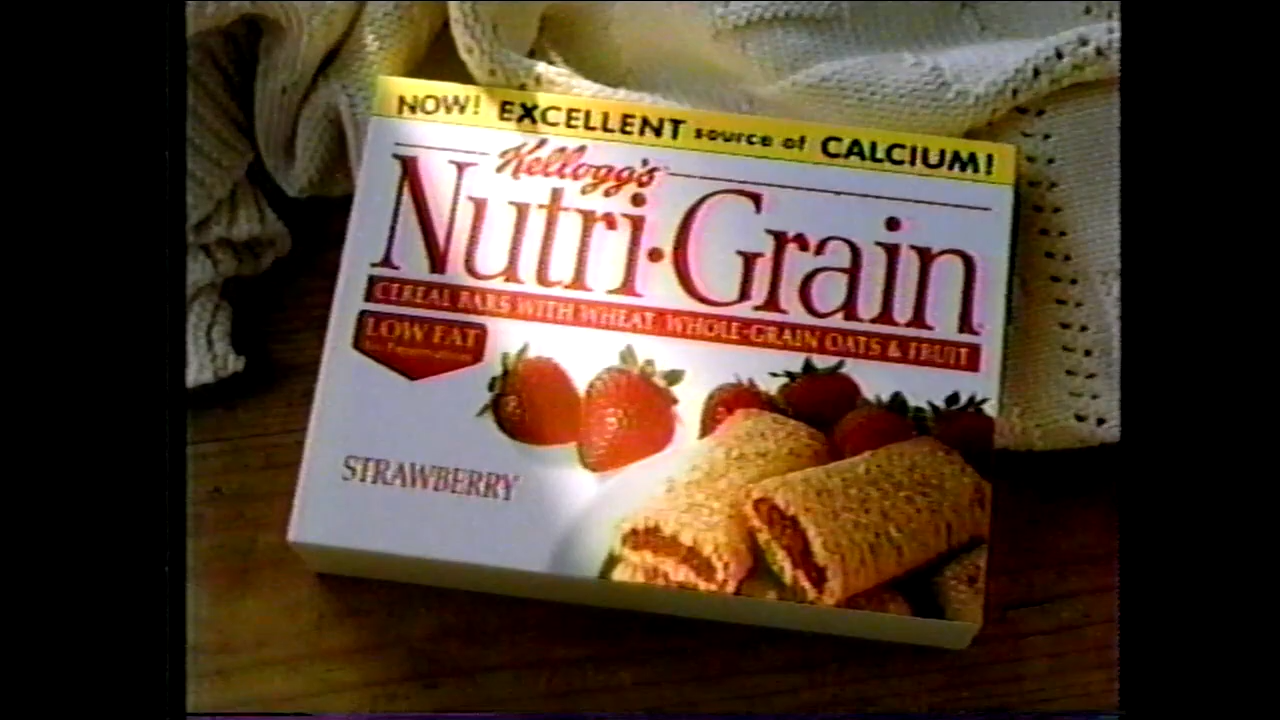 NOW! EXCELLENT source of CALCIUM!
Kellogg's
Nutri·Grain
CEREAL BARS WITH WHEAT, WHOLE-GRAIN OATS & FRUIT
LOW FAT
STRAWBERRY